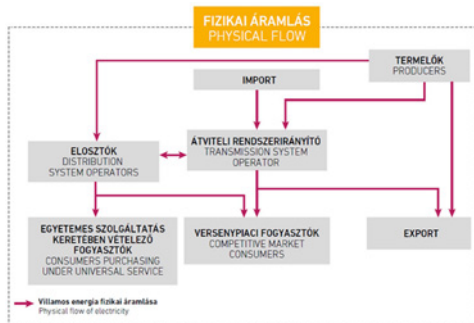 FIZIKAI ÁRAMLÁS
PHYSICAL FLOW
TERMELŐK
PRODUCERS
IMPORT
ELOSZTÓK
DISTRIBUTION
SYSTEM OPERATORS
ÁTVITELI RENDSZERIRÁNYÍTÓ
TRANSMISSION SYSTEM
OPERATOR
EGYETEMES SZOLGÁLTATÁS
KERETÉBEN VÉTELEZŐ
FOGYASZTÓK
CONSUMERS PURCHASING
UNDER UNIVERSAL SERVICE
VERSENYPIACI FOGYASZTÓK
COMPETITIVE MARKET
CONSUMERS
EXPORT
Villamos energia fizikai áramlása
Physical flow of electricity